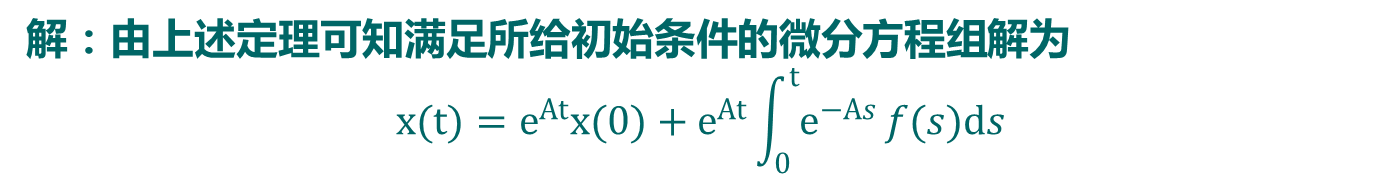 解：由上述定理可知满足所给初始条件的微分方程组解为
x(t) = e^{At}x(0) + e^{At} ∫_0^t e^{−As} f(s)ds